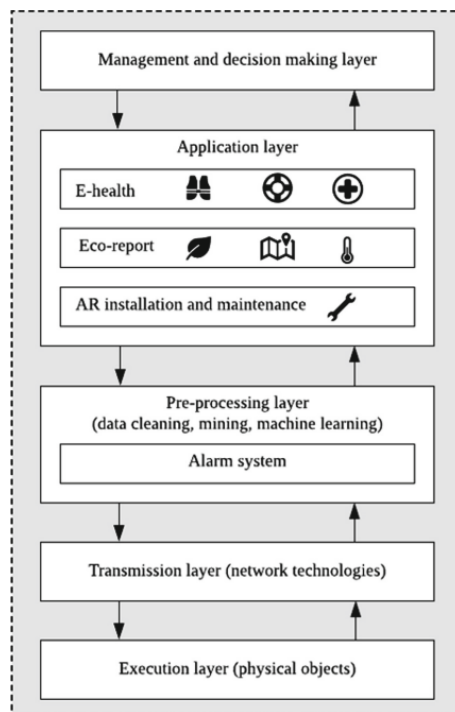 Management and decision making layer
Application layer
E-health
Eco-report
AR installation and maintenance
Pre-processing layer
(data cleaning, mining, machine learning)
Alarm system
Transmission layer (network technologies)
Execution layer (physical objects)